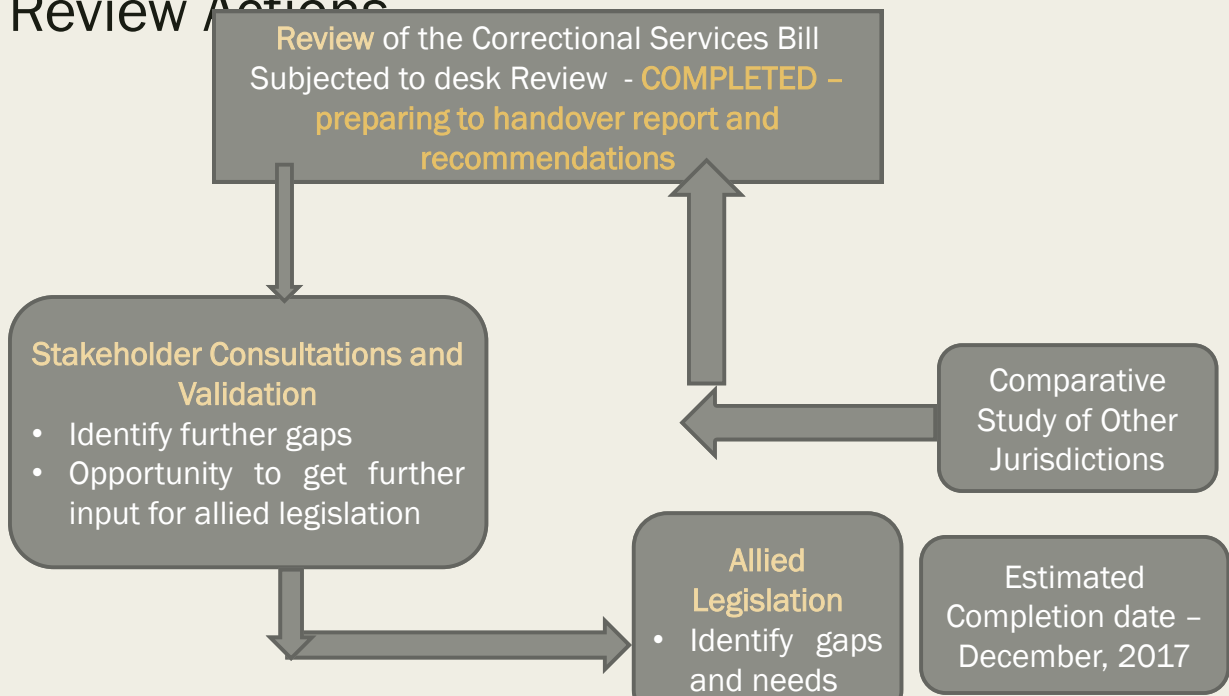 Review Actions
Review of the Correctional Services Bill
Subjected to desk Review - COMPLETED –
preparing to handover report and
recommendations
Stakeholder Consultations and
Validation
• Identify further gaps
• Opportunity to get further
input for allied legislation
Comparative
Study of Other
Jurisdictions
Allied
Legislation
• Identify gaps
and needs
Estimated
Completion date –
December, 2017